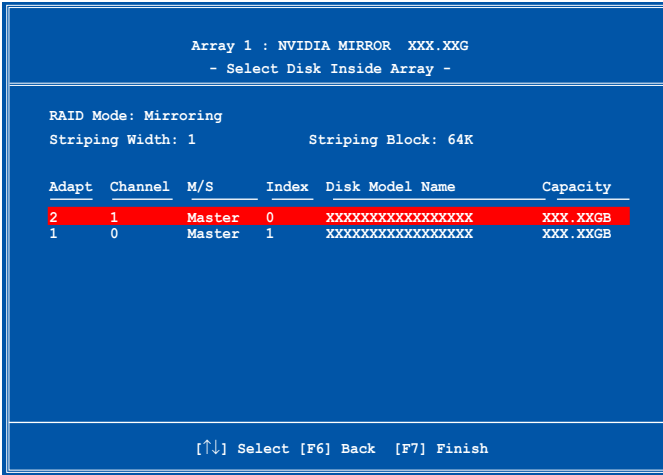 Array 1 : NVIDIA MIRROR XXX.XXG
- Select Disk Inside Array -
RAID Mode: Mirroring
Striping Width: 1 Striping Block: 64K
Adapt Channel M/S Index Disk Model Name Capacity
2 1 Master 0 XXXXXXXXXXXXXXXXX XXX.XXGB
1 0 Master 1 XXXXXXXXXXXXXXXXX XXX.XXGB
[↑↓] Select [F6] Back [F7] Finish